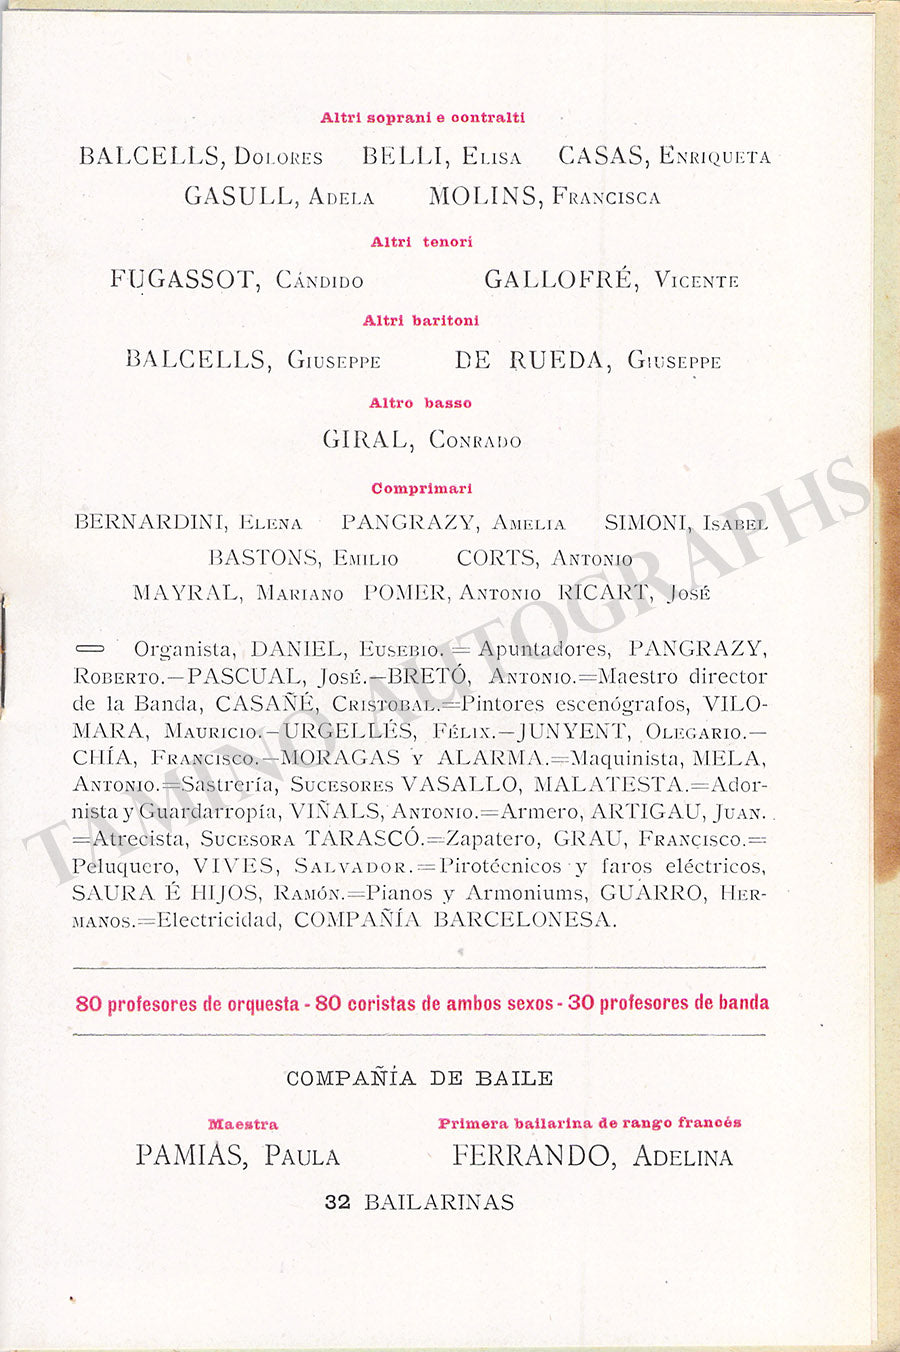 Altri soprani e contralti
BALCELLS, DOLORES BELLI, ELISA CASAS, ENRIQUETA
GASULL, ADELA MOLINS, FRANCISCA
Altri tenori
FUGASSOT, CÁNDIDO GALLOFRÉ, VICENTE
Altri baritoni
BALCELLS, GIUSEPPE DE RUEDA, GIUSEPPE
Altro basso
GIRAL, CONRADO
Comprimari
BERNARDINI, ELENA PANGRAZY, AMELIA SIMONI, ISABEL
BASTONS, EMILIO CORTS, ANTONIO
MAYRAL, MARIANO POMER, ANTONIO RICART, JOSÉ
Organista, DANIEL, EUSEBIO.=Apuntadores, PANGRAZY,
ROBERTO.—PASCUAL, JOSÉ.—BRETÓ, ANTONIO.=Maestro director
de la Banda, CASAÑÉ, CRISTOBAL.=Pintores escenógrafos, VILO-
MARA, MAURICIO.—URGELLÉS, FÉLIX.—JUNYENT, OLEGARIO.—
CHÍA, FRANCISCO.—MORAGAS Y ALARMA.=Maquinista, MELA,
ANTONIO.=Sastrería, SUCESORES VASALLO, MALATESTA.=Ador-
nista y Guardarropía, VIÑALS, ANTONIO.=Armero, ARTIGAU, JUAN.
=Atrecista, SUCESORA TARASCÓ.=Zapatero, GRAU, FRANCISCO.=
Peluquero, VIVES, SALVADOR.=Pirotécnicos y faros eléctricos,
SAURA É HIJOS, RAMÓN.=Pianos y Armoniums, GUARRO, HER-
MANOS.=Electricidad, COMPAÑÍA BARCELONESA.
80 profesores de orquesta - 80 coristas de ambos sexos - 30 profesores de banda
COMPAÑÍA DE BAILE
Maestra Primera bailarina de rango francés
PAMIAS, PAULA FERRANDO, ADELINA
32 BAILARINAS
TAMINO AUTOGRAPHS